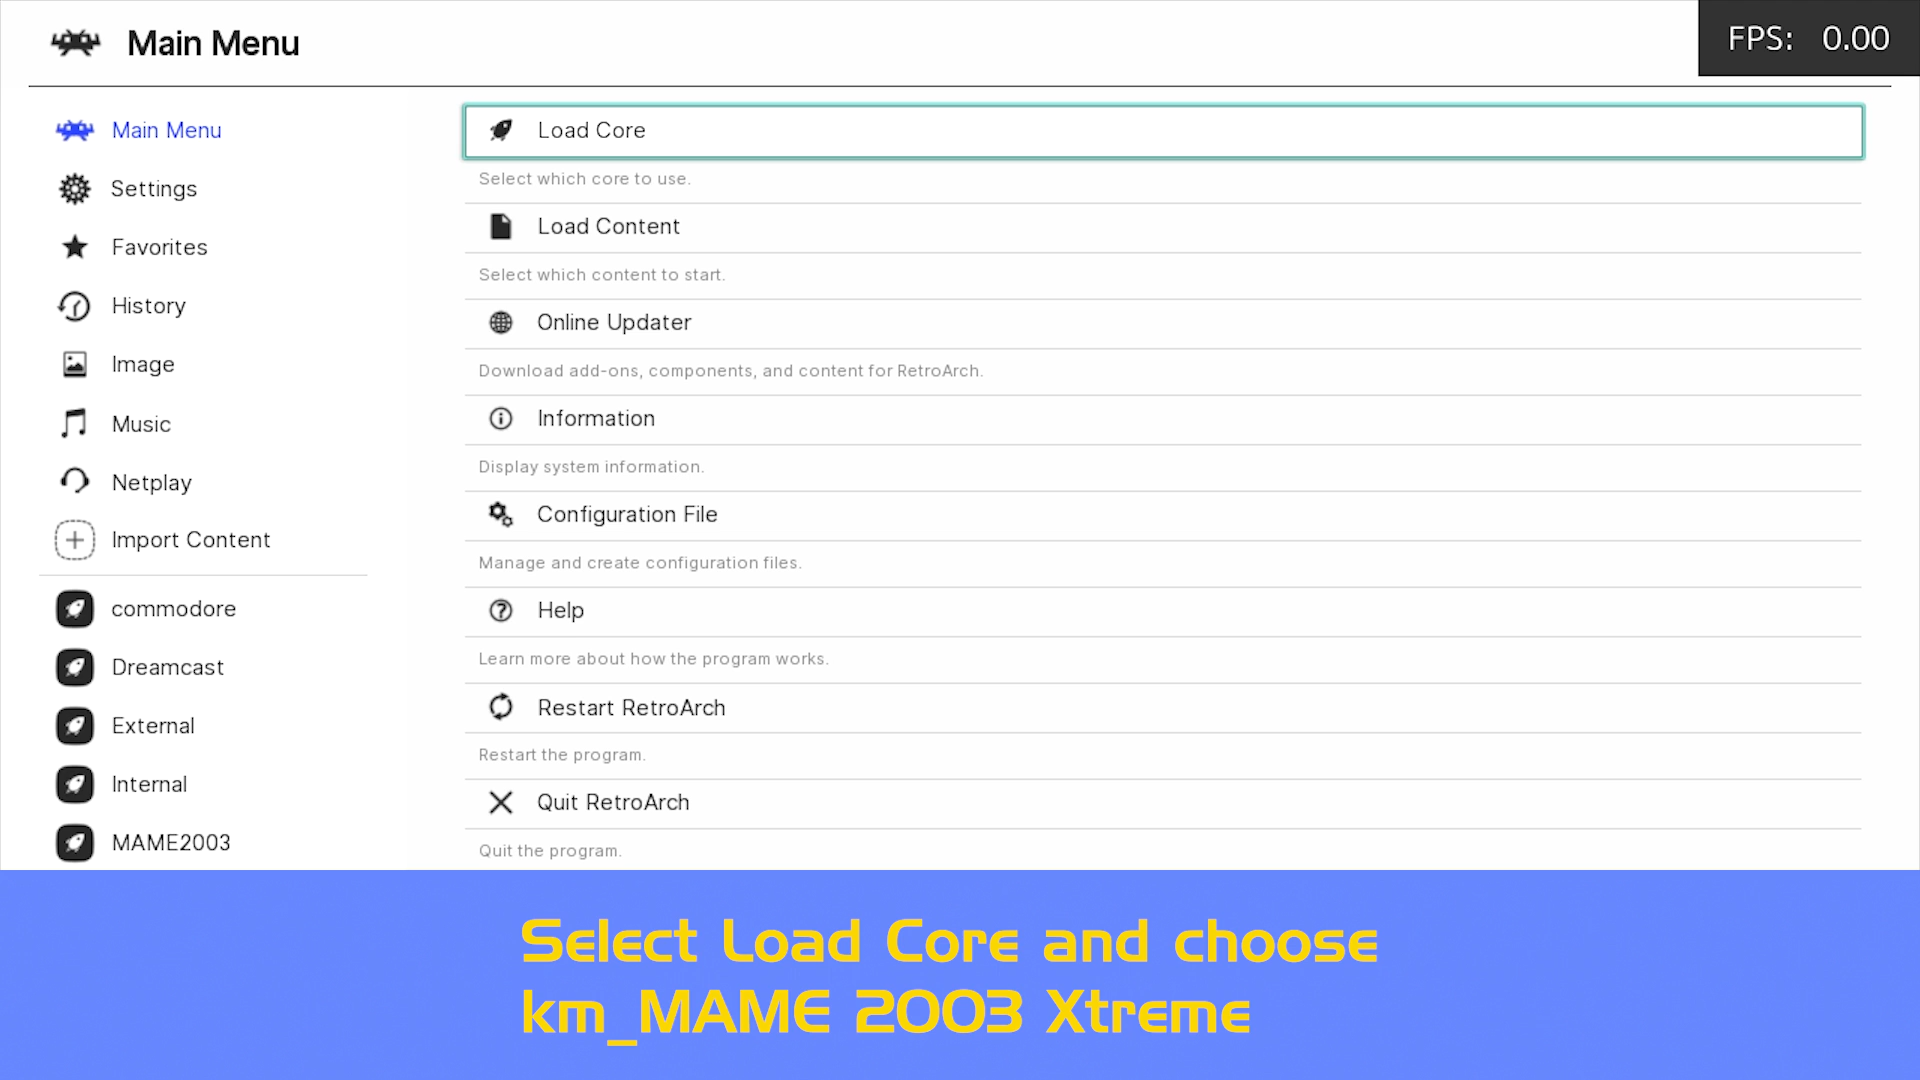 Main Menu
FPS: 0.00
Main Menu
Settings
Favorites
History
Image
Music
Netplay
Import Content
commodore
Dreamcast
External
Internal
MAME2003
Load Core
Select which core to use.
Load Content
Select which content to start.
Online Updater
Download add-ons, components, and content for RetroArch.
Information
Display system information.
Configuration File
Manage and create configuration files.
Help
Learn more about how the program works.
Restart RetroArch
Restart the program.
Quit RetroArch
Quit the program.
Select Load Core and choose
km_MAME 2003 Xtreme